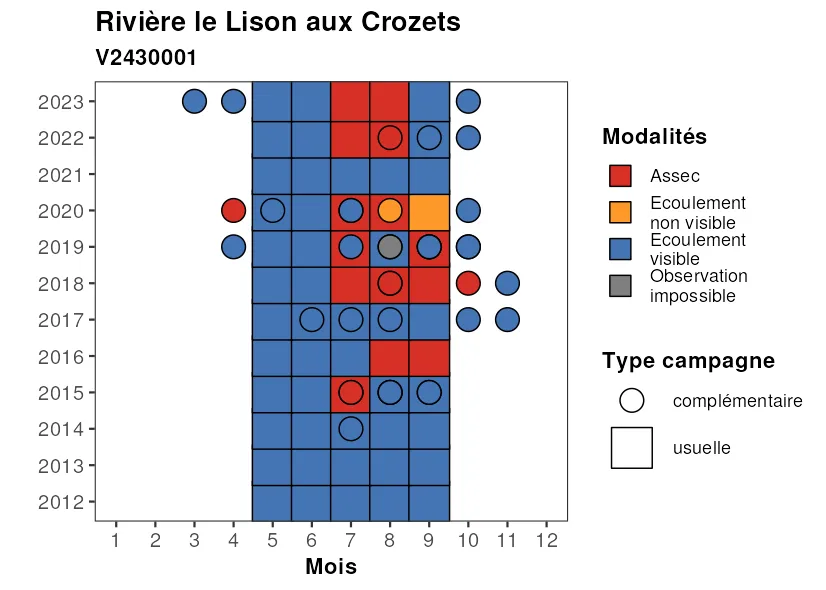 Rivière le Lison aux Crozets
V2430001
2023
2022
2021
2020
2019
2018
2017
2016
2015
2014
2013
2012
1 2 3 4 5 6 7 8 9 10 11 12
Mois
Modalités
Assec
Ecoulement
non visible
Ecoulement
visible
Observation
impossible
Type campagne
complémentaire
usuelle